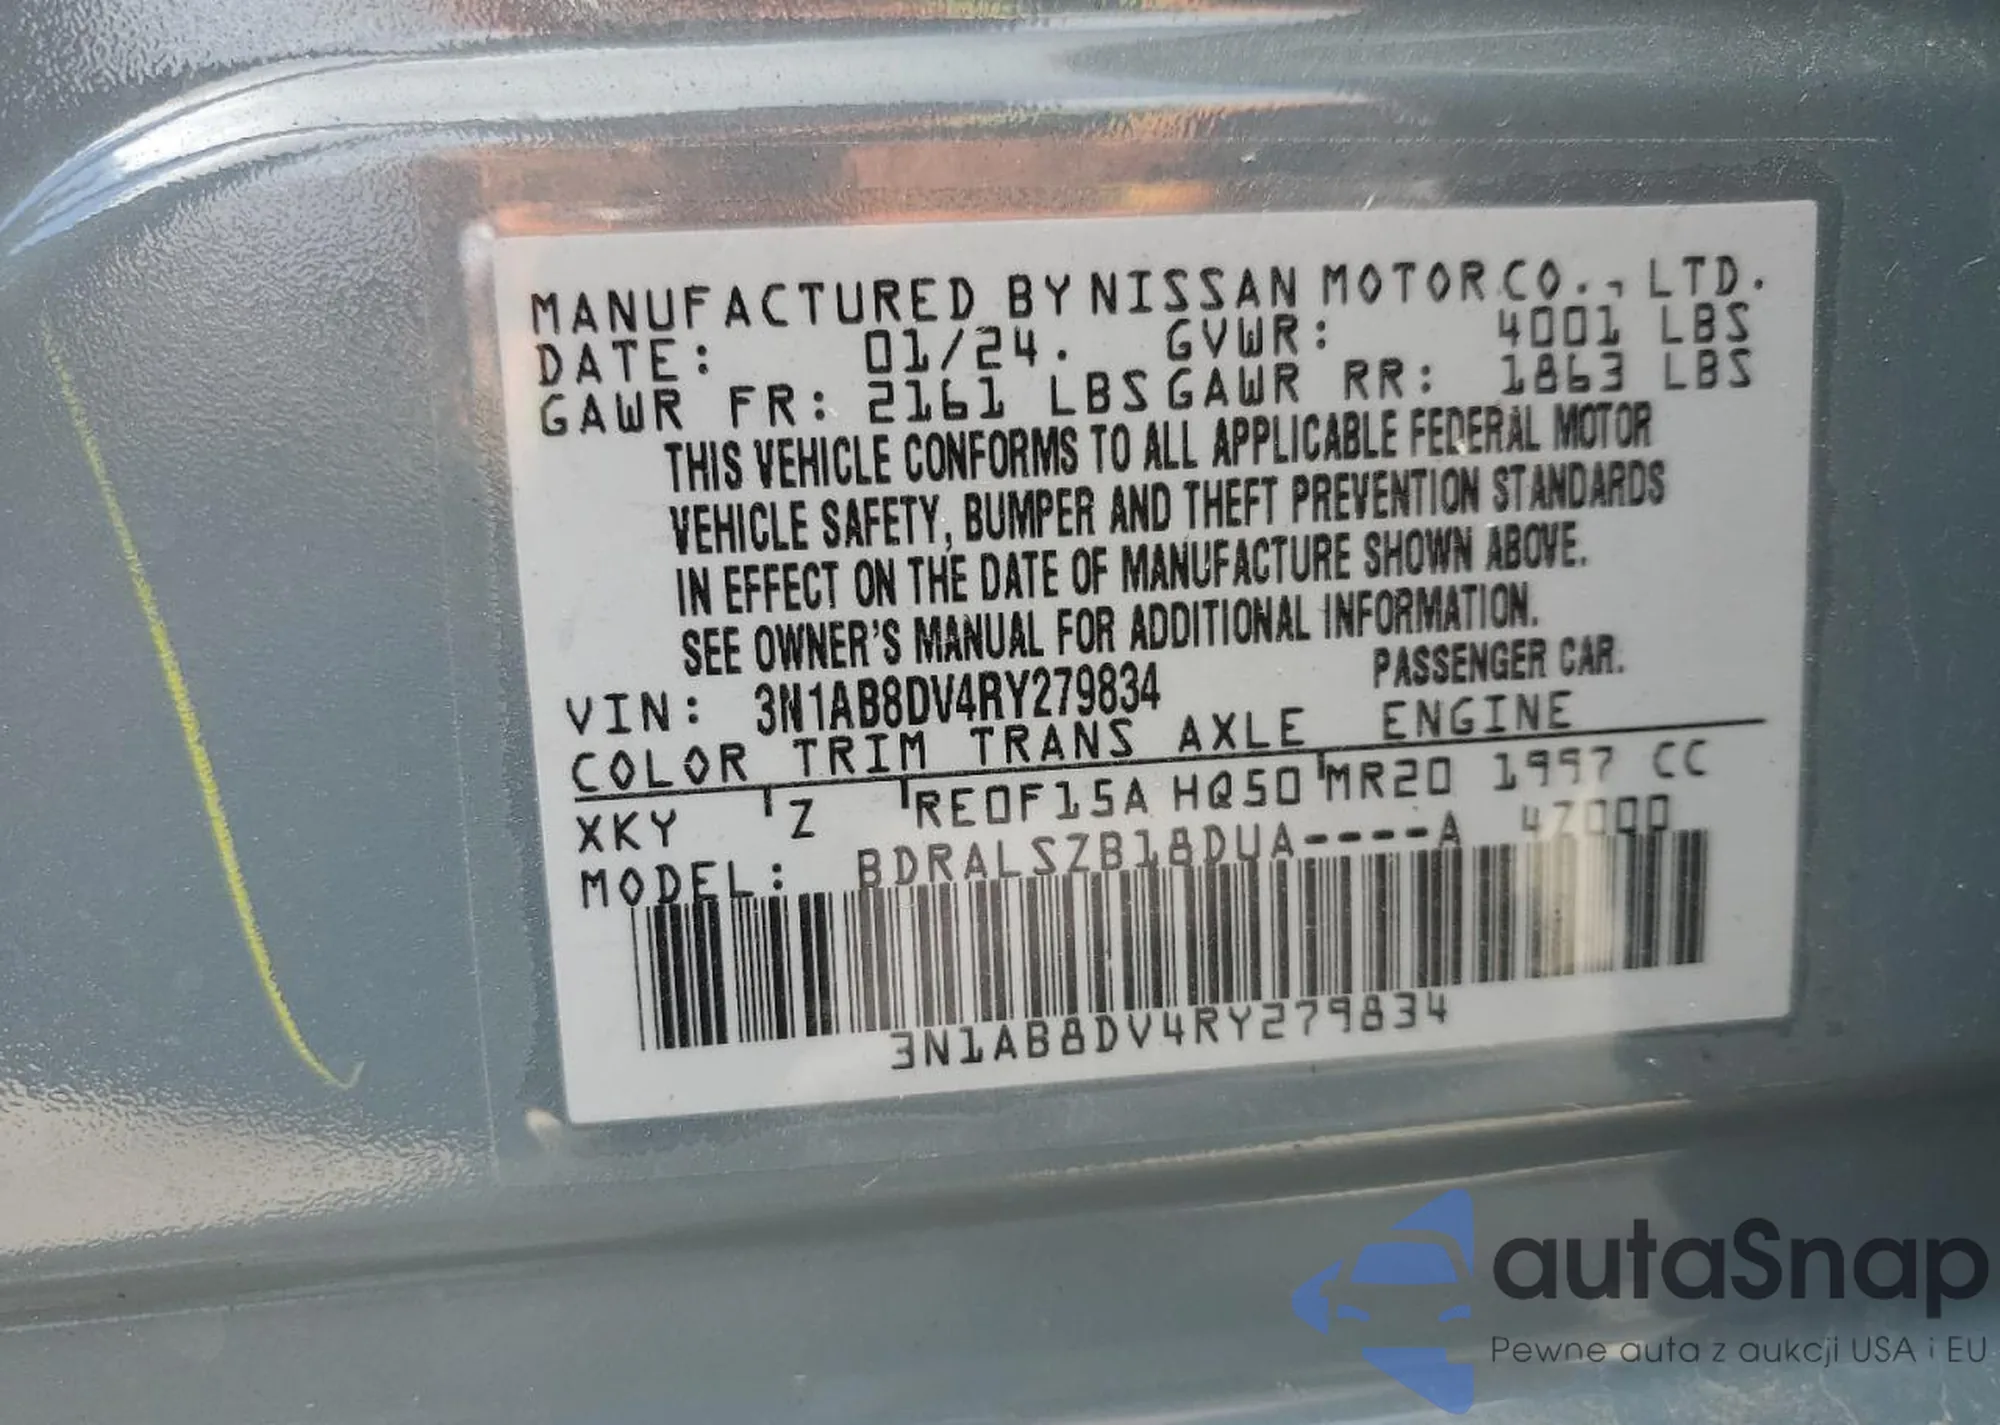 MANUFACTURED BY NISSAN MOTOR CO., LTD.
DATE: 01/24. GVWR: 4001 LBS
GAWR FR: 2161 LBS GAWR RR: 1863 LBS
THIS VEHICLE CONFORMS TO ALL APPLICABLE FEDERAL MOTOR
VEHICLE SAFETY, BUMPER AND THEFT PREVENTION STANDARDS
IN EFFECT ON THE DATE OF MANUFACTURE SHOWN ABOVE.
SEE OWNER'S MANUAL FOR ADDITIONAL INFORMATION.
VIN: 3N1AB8DV4RY279834 PASSENGER CAR.
COLOR TRIM TRANS AXLE ENGINE
XKY Z RE0F15A HQ50 MR20 1997 CC
MODEL: BDRALSZB18DUA----A 4Z000
3N1AB8DV4RY279834
autaSnap
Pewne auta z aukcji USA i EU